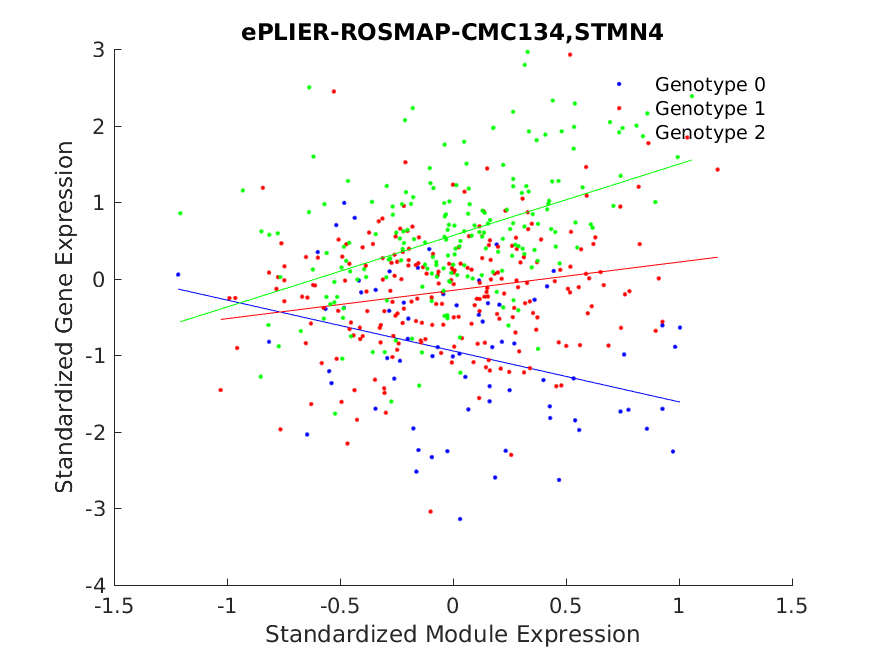 ePLIER-ROSMAP-CMC134,STMN4
Genotype 0
Genotype 1
Genotype 2
Standardized Gene Expression
3
2
1
0
-1
-2
-3
-4
-1.5 -1 -0.5 0 0.5 1 1.5
Standardized Module Expression